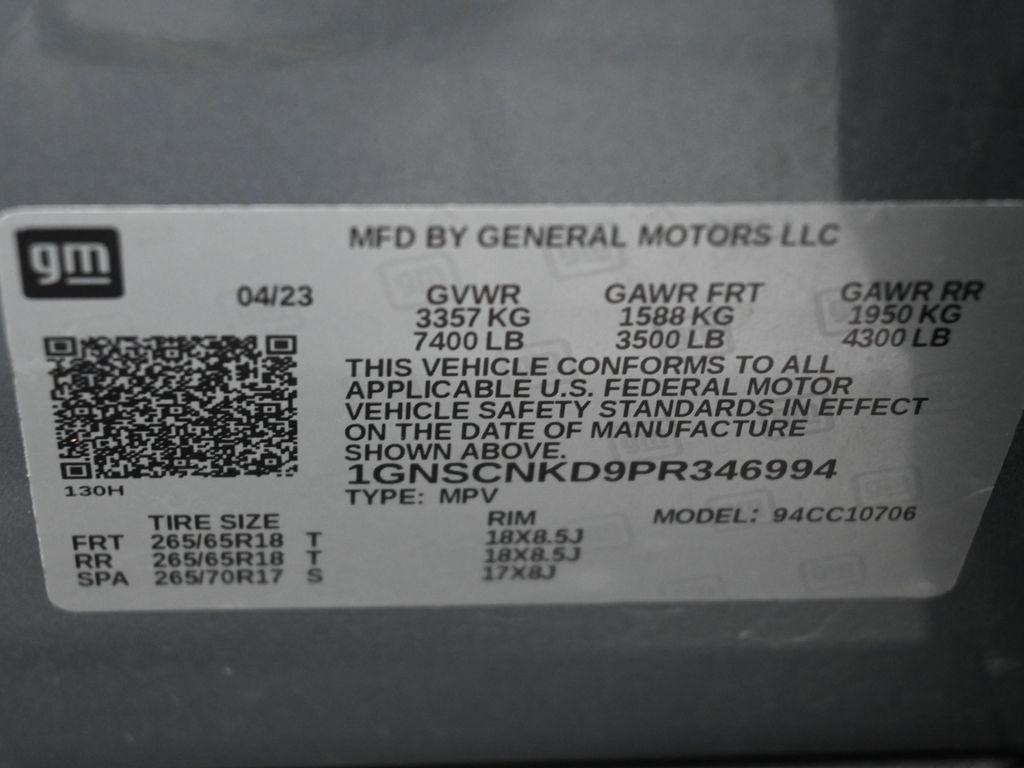 gm
MFD BY GENERAL MOTORS LLC
04/23
GVWR GAWR FRT GAWR RR
3357 KG 1588 KG 1950 KG
7400 LB 3500 LB 4300 LB
THIS VEHICLE CONFORMS TO ALL
APPLICABLE U.S. FEDERAL MOTOR
VEHICLE SAFETY STANDARDS IN EFFECT
ON THE DATE OF MANUFACTURE
SHOWN ABOVE.
1GNSCNKD9PR346994
130H
TYPE: MPV
TIRE SIZE RIM MODEL: 94CC10706
FRT 265/65R18 T 18X8.5J
RR 265/65R18 T 18X8.5J
SPA 265/70R17 S 17X8J